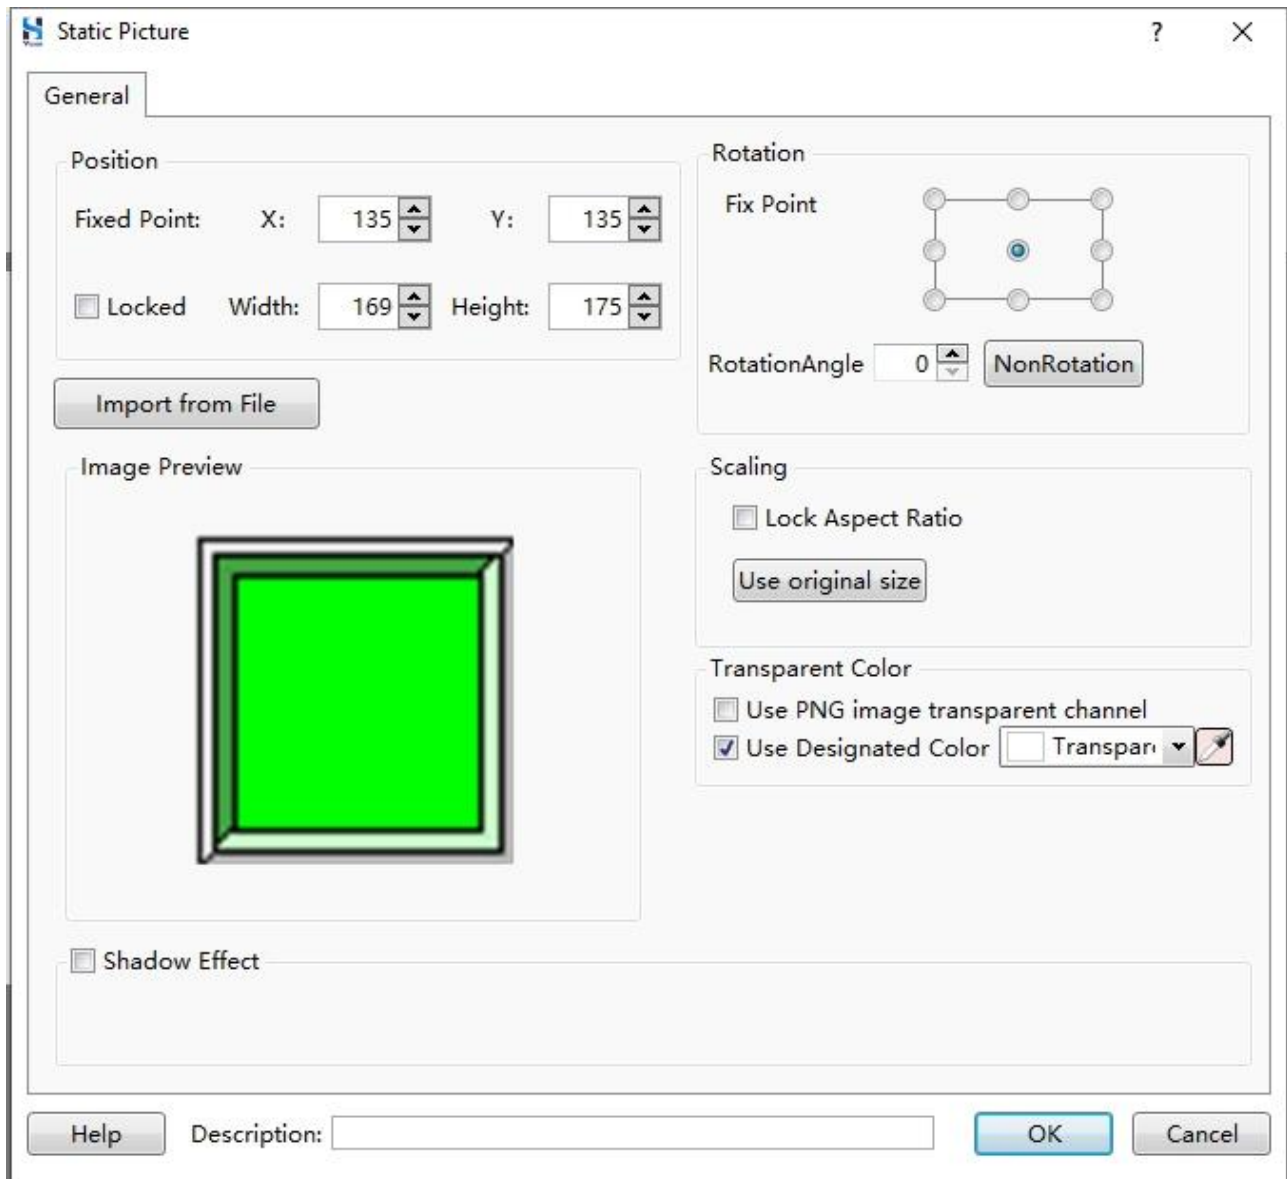 Static Picture
?
General
Position
Fixed Point: X: 135 Y: 135
Locked Width: 169 Height: 175
Import from File
Rotation
Fix Point
RotationAngle 0 NonRotation
Image Preview
Scaling
Lock Aspect Ratio
Use original size
Transparent Color
Use PNG image transparent channel
Use Designated Color
Shadow Effect
Help Description: OK Cancel